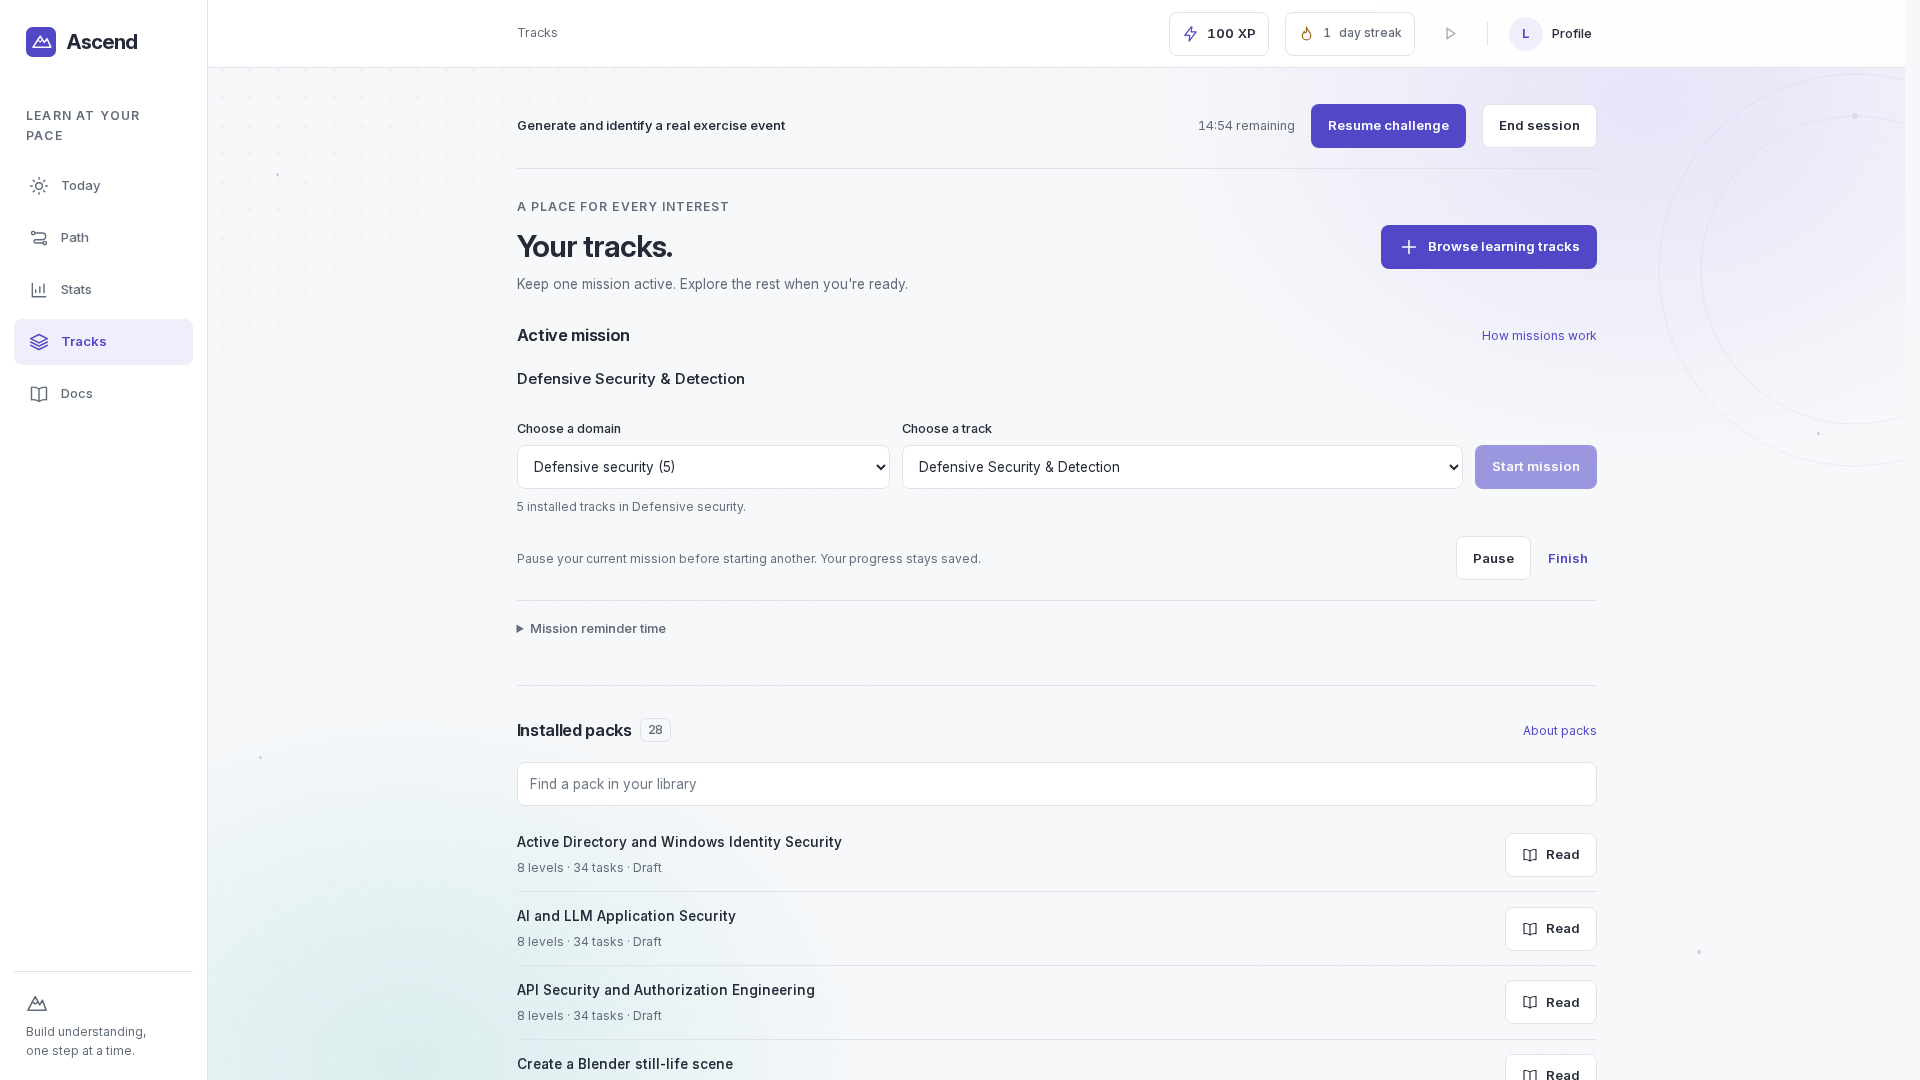 Ascend
LEARN AT YOUR
PACE
Today
Path
Stats
Tracks
Docs
Build understanding,
one step at a time.
Tracks
100 XP
1 day streak
L
Profile
Generate and identify a real exercise event
14:54 remaining
Resume challenge
End session
A PLACE FOR EVERY INTEREST
Your tracks.
Browse learning tracks
Keep one mission active. Explore the rest when you're ready.
Active mission
How missions work
Defensive Security & Detection
Choose a domain
Choose a track
Defensive security (5)
Defensive Security & Detection
Start mission
5 installed tracks in Defensive security.
Pause your current mission before starting another. Your progress stays saved.
Pause
Finish
Mission reminder time
Installed packs 28
About packs
Find a pack in your library
Active Directory and Windows Identity Security
8 levels · 34 tasks · Draft
Read
AI and LLM Application Security
8 levels · 34 tasks · Draft
Read
API Security and Authorization Engineering
8 levels · 34 tasks · Draft
Read
Create a Blender still-life scene
Read